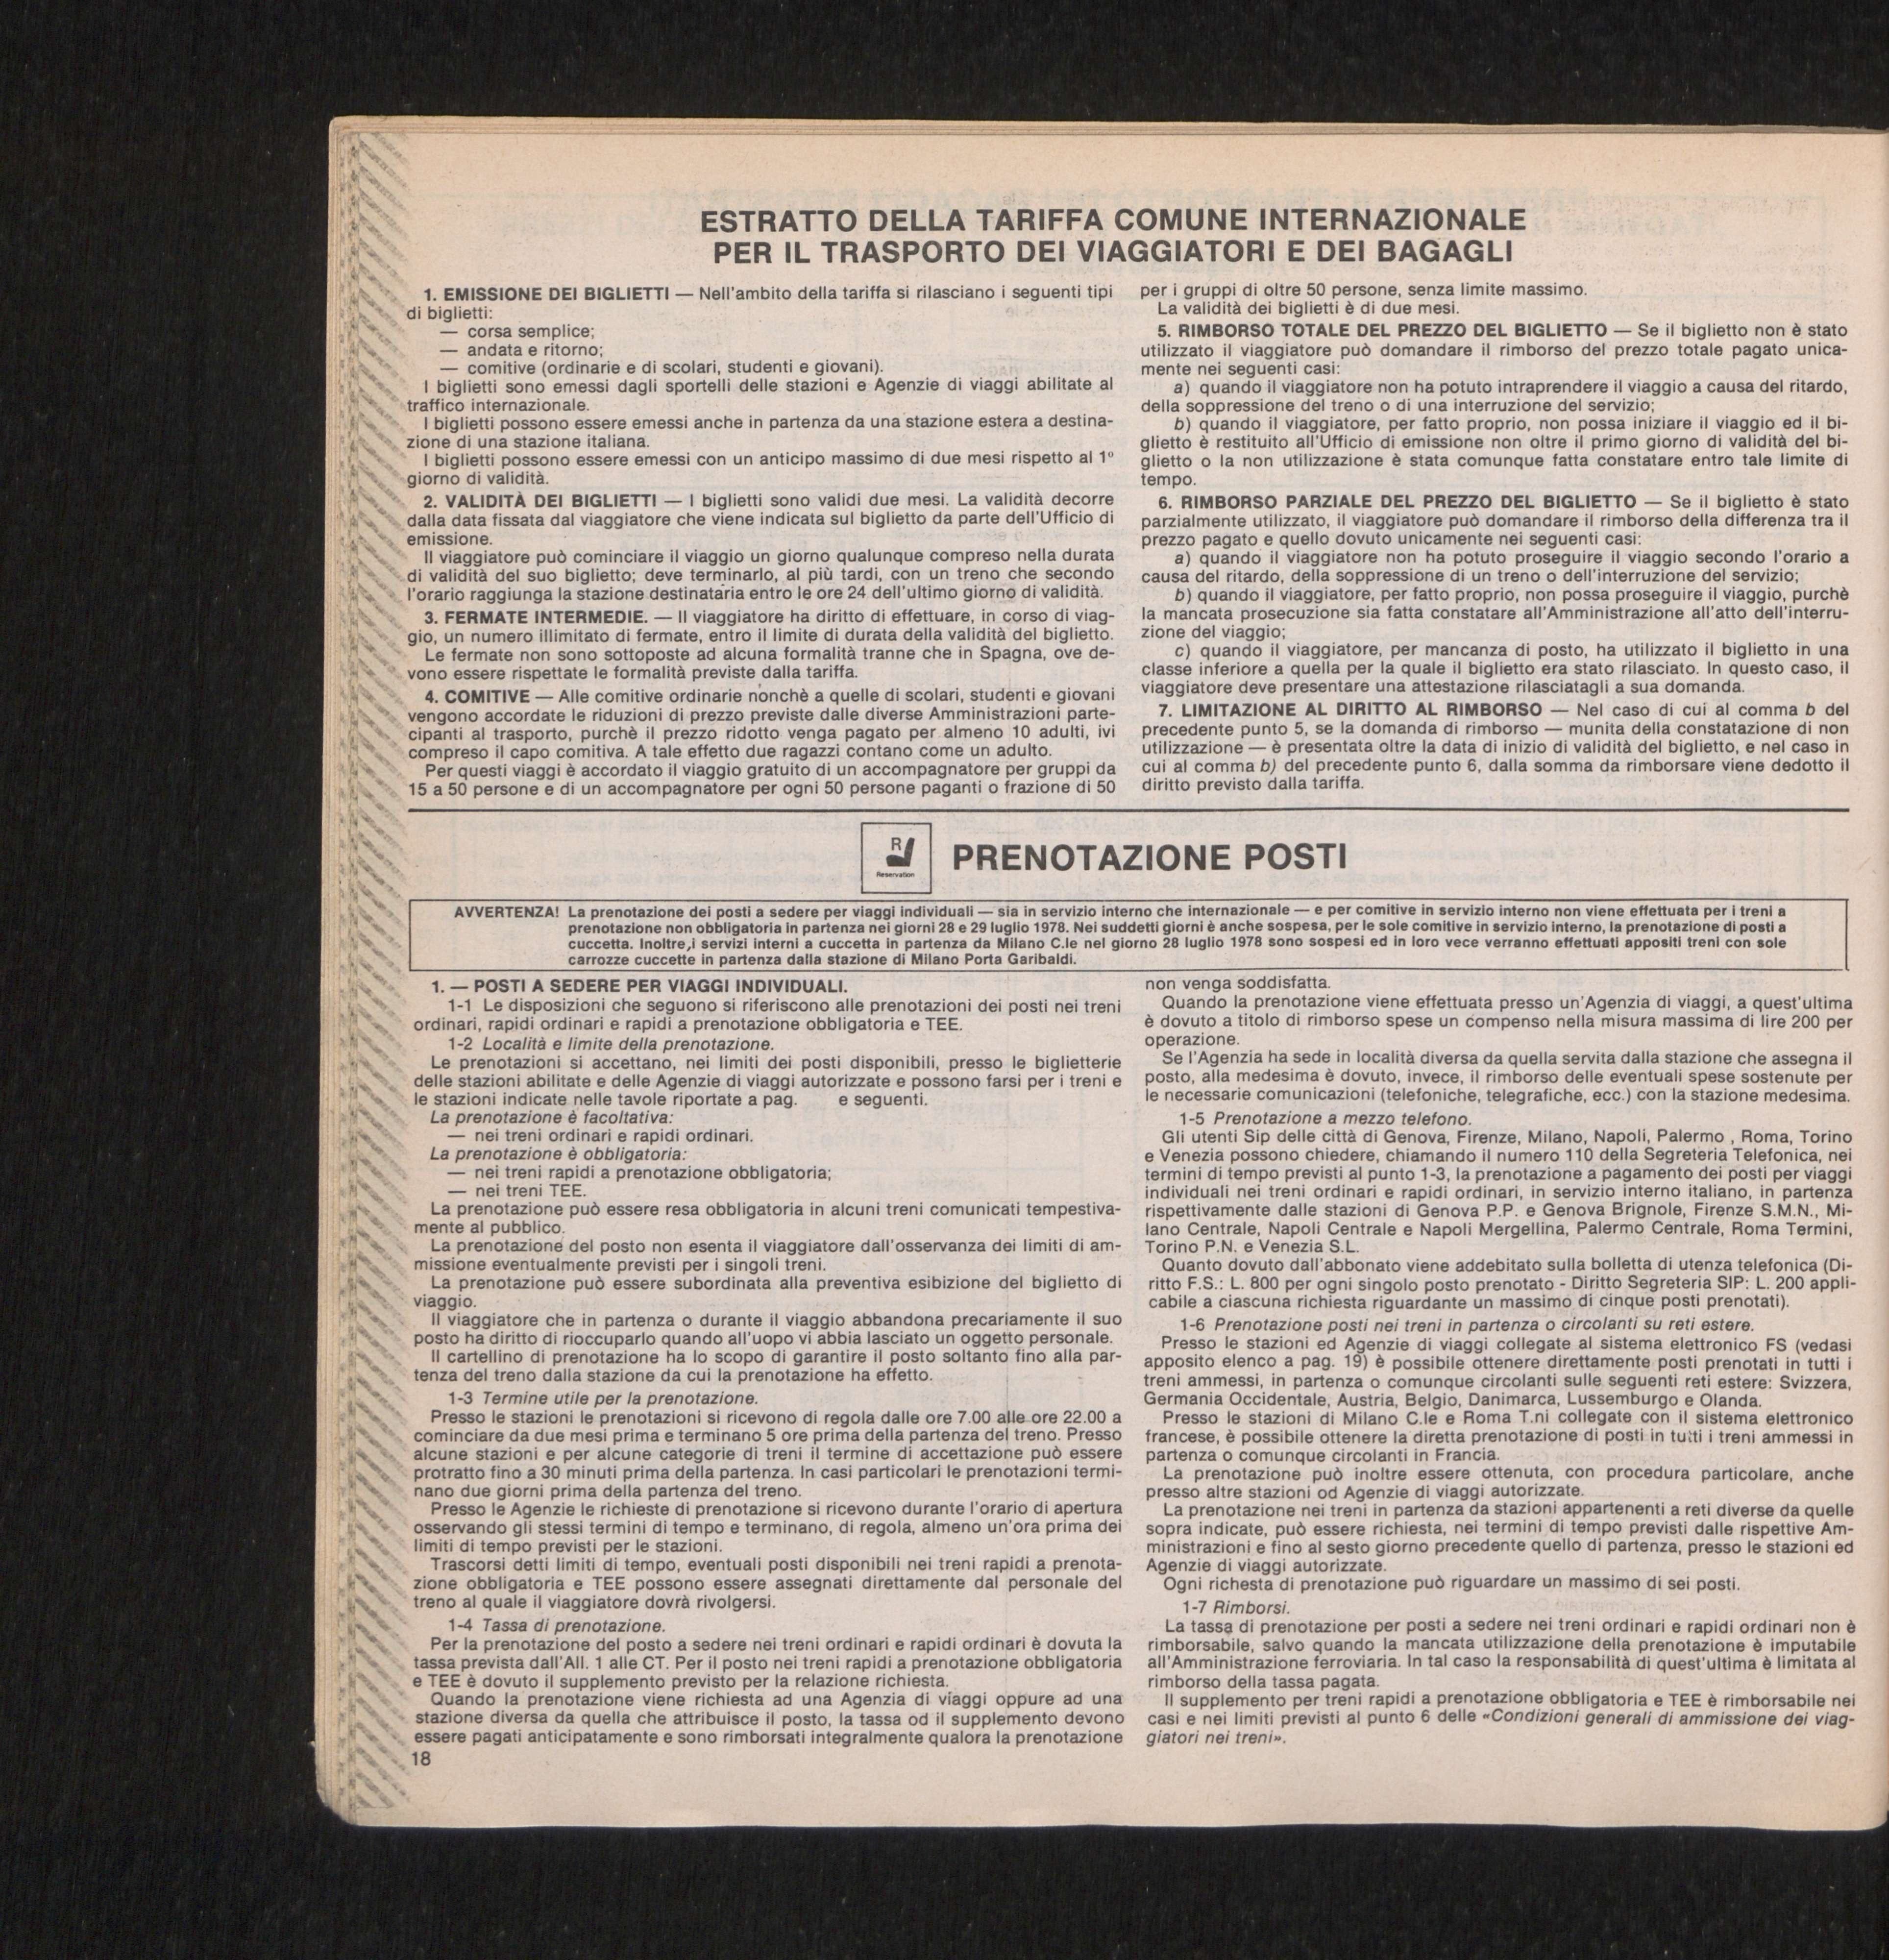 ESTRATTO DELLA TARIFFA COMUNE INTERNAZIONALE
PER IL TRASPORTO DEI VIAGGIATORI E DEI BAGAGLI
1. EMISSIONE DEI BIGLIETTI — Nell'ambito della tariffa si rilasciano i seguenti tipi
di biglietti:
— corsa semplice;
— andata e ritorno;
— comitive (ordinarie e di scolari, studenti e giovani).
I biglietti sono emessi dagli sportelli delle stazioni e Agenzie di viaggi abilitate al
traffico internazionale.
I biglietti possono essere emessi anche in partenza da una stazione estera a destina-
zione di una stazione italiana.
I biglietti possono essere emessi con un anticipo massimo di due mesi rispetto al 1º
giorno di validità.
2. VALIDITÀ DEI BIGLIETTI — I biglietti sono validi due mesi. La validità decorre
dalla data fissata dal viaggiatore che viene indicata sul biglietto da parte dell'Ufficio di
emissione.
Il viaggiatore può cominciare il viaggio un giorno qualunque compreso nella durata
di validità del suo biglietto; deve terminarlo, al più tardi, con un treno che secondo
l'orario raggiunga la stazione destinataria entro le ore 24 dell'ultimo giorno di validità.
3. FERMATE INTERMEDIE. — Il viaggiatore ha diritto di effettuare, in corso di viag-
gio, un numero illimitato di fermate, entro il limite di durata della validità del biglietto.
Le fermate non sono sottoposte ad alcuna formalità tranne che in Spagna, ove de-
vono essere rispettate le formalità previste dalla tariffa.
4. COMITIVE — Alle comitive ordinarie nonchè a quelle di scolari, studenti e giovani
vengono accordate le riduzioni di prezzo previste dalle diverse Amministrazioni parte-
cipanti al trasporto, purchè il prezzo ridotto venga pagato per almeno 10 adulti, ivi
compreso il capo comitiva. A tale effetto due ragazzi contano come un adulto.
Per questi viaggi è accordato il viaggio gratuito di un accompagnatore per gruppi da
15 a 50 persone e di un accompagnatore per ogni 50 persone paganti o frazione di 50
per i gruppi di oltre 50 persone, senza limite massimo.
La validità dei biglietti è di due mesi.
5. RIMBORSO TOTALE DEL PREZZO DEL BIGLIETTO — Se il biglietto non è stato
utilizzato il viaggiatore può domandare il rimborso del prezzo totale pagato unica-
mente nei seguenti casi:
a) quando il viaggiatore non ha potuto intraprendere il viaggio a causa del ritardo,
della soppressione del treno o di una interruzione del servizio;
b) quando il viaggiatore, per fatto proprio, non possa iniziare il viaggio ed il bi-
glietto è restituito all'Ufficio di emissione non oltre il primo giorno di validità del bi-
glietto o la non utilizzazione è stata comunque fatta constatare entro tale limite di
tempo.
6. RIMBORSO PARZIALE DEL PREZZO DEL BIGLIETTO — Se il biglietto è stato
parzialmente utilizzato, il viaggiatore può domandare il rimborso della differenza tra il
prezzo pagato e quello dovuto unicamente nei seguenti casi:
a) quando il viaggiatore non ha potuto proseguire il viaggio secondo l'orario a
causa del ritardo, della soppressione di un treno o dell'interruzione del servizio;
b) quando il viaggiatore, per fatto proprio, non possa proseguire il viaggio, purchè
la mancata prosecuzione sia fatta constatare all'Amministrazione all'atto dell'interru-
zione del viaggio;
c) quando il viaggiatore, per mancanza di posto, ha utilizzato il biglietto in una
classe inferiore a quella per la quale il biglietto era stato rilasciato. In questo caso, il
viaggiatore deve presentare una attestazione rilasciatagli a sua domanda.
7. LIMITAZIONE AL DIRITTO AL RIMBORSO — Nel caso di cui al comma b del
precedente punto 5, se la domanda di rimborso — munita della constatazione di non
utilizzazione — è presentata oltre la data di inizio di validità del biglietto, e nel caso in
cui al comma b) del precedente punto 6, dalla somma da rimborsare viene dedotto il
diritto previsto dalla tariffa.
R
Reservation
PRENOTAZIONE POSTI
AVVERTENZA! La prenotazione dei posti a sedere per viaggi individuali — sia in servizio interno che internazionale — e per comitive in servizio interno non viene effettuata per i treni a
prenotazione non obbligatoria in partenza nei giorni 28 e 29 luglio 1978. Nei suddetti giorni è anche sospesa, per le sole comitive in servizio interno, la prenotazione di posti a
cuccetta. Inoltre,i servizi interni a cuccetta in partenza da Milano C.le nel giorno 28 luglio 1978 sono sospesi ed in loro vece verranno effettuati appositi treni con sole
carrozze cuccette in partenza dalla stazione di Milano Porta Garibaldi.
1. — POSTI A SEDERE PER VIAGGI INDIVIDUALI.
1-1 Le disposizioni che seguono si riferiscono alle prenotazioni dei posti nei treni
ordinari, rapidi ordinari e rapidi a prenotazione obbligatoria e TEE.
1-2 Località e limite della prenotazione.
Le prenotazioni si accettano, nei limiti dei posti disponibili, presso le biglietterie
delle stazioni abilitate e delle Agenzie di viaggi autorizzate e possono farsi per i treni e
le stazioni indicate nelle tavole riportate a pag. e seguenti.
La prenotazione è facoltativa:
— nei treni ordinari e rapidi ordinari.
La prenotazione è obbligatoria:
— nei treni rapidi a prenotazione obbligatoria;
— nei treni TEE.
La prenotazione può essere resa obbligatoria in alcuni treni comunicati tempestiva-
mente al pubblico.
La prenotazione del posto non esenta il viaggiatore dall'osservanza dei limiti di am-
missione eventualmente previsti per i singoli treni.
La prenotazione può essere subordinata alla preventiva esibizione del biglietto di
viaggio.
Il viaggiatore che in partenza o durante il viaggio abbandona precariamente il suo
posto ha diritto di rioccuparlo quando all'uopo vi abbia lasciato un oggetto personale.
Il cartellino di prenotazione ha lo scopo di garantire il posto soltanto fino alla par-
tenza del treno dalla stazione da cui la prenotazione ha effetto.
1-3 Termine utile per la prenotazione.
Presso le stazioni le prenotazioni si ricevono di regola dalle ore 7.00 alle ore 22.00 a
cominciare da due mesi prima e terminano 5 ore prima della partenza del treno. Presso
alcune stazioni e per alcune categorie di treni il termine di accettazione può essere
protratto fino a 30 minuti prima della partenza. In casi particolari le prenotazioni termi-
nano due giorni prima della partenza del treno.
Presso le Agenzie le richieste di prenotazione si ricevono durante l'orario di apertura
osservando gli stessi termini di tempo e terminano, di regola, almeno un'ora prima dei
limiti di tempo previsti per le stazioni.
Trascorsi detti limiti di tempo, eventuali posti disponibili nei treni rapidi a prenota-
zione obbligatoria e TEE possono essere assegnati direttamente dal personale del
treno al quale il viaggiatore dovrà rivolgersi.
1-4 Tassa di prenotazione.
Per la prenotazione del posto a sedere nei treni ordinari e rapidi ordinari è dovuta la
tassa prevista dall'All. 1 alle CT. Per il posto nei treni rapidi a prenotazione obbligatoria
e TEE è dovuto il supplemento previsto per la relazione richiesta.
Quando la prenotazione viene richiesta ad una Agenzia di viaggi oppure ad una
stazione diversa da quella che attribuisce il posto, la tassa od il supplemento devono
essere pagati anticipatamente e sono rimborsati integralmente qualora la prenotazione
non venga soddisfatta.
Quando la prenotazione viene effettuata presso un'Agenzia di viaggi, a quest'ultima
è dovuto a titolo di rimborso spese un compenso nella misura massima di lire 200 per
operazione.
Se l'Agenzia ha sede in località diversa da quella servita dalla stazione che assegna il
posto, alla medesima è dovuto, invece, il rimborso delle eventuali spese sostenute per
le necessarie comunicazioni (telefoniche, telegrafiche, ecc.) con la stazione medesima.
1-5 Prenotazione a mezzo telefono.
Gli utenti Sip delle città di Genova, Firenze, Milano, Napoli, Palermo , Roma, Torino
e Venezia possono chiedere, chiamando il numero 110 della Segreteria Telefonica, nei
termini di tempo previsti al punto 1-3, la prenotazione a pagamento dei posti per viaggi
individuali nei treni ordinari e rapidi ordinari, in servizio interno italiano, in partenza
rispettivamente dalle stazioni di Genova P.P. e Genova Brignole, Firenze S.M.N., Mi-
lano Centrale, Napoli Centrale e Napoli Mergellina, Palermo Centrale, Roma Termini,
Torino P.N. e Venezia S.L.
Quanto dovuto dall'abbonato viene addebitato sulla bolletta di utenza telefonica (Di-
ritto F.S.: L. 800 per ogni singolo posto prenotato - Diritto Segreteria SIP: L. 200 appli-
cabile a ciascuna richiesta riguardante un massimo di cinque posti prenotati).
1-6 Prenotazione posti nei treni in partenza o circolanti su reti estere.
Presso le stazioni ed Agenzie di viaggi collegate al sistema elettronico FS (vedasi
apposito elenco a pag. 19) è possibile ottenere direttamente posti prenotati in tutti i
treni ammessi, in partenza o comunque circolanti sulle seguenti reti estere: Svizzera,
Germania Occidentale, Austria, Belgio, Danimarca, Lussemburgo e Olanda.
Presso le stazioni di Milano C.le e Roma T.ni collegate con il sistema elettronico
francese, è possibile ottenere la diretta prenotazione di posti in tutti i treni ammessi in
partenza o comunque circolanti in Francia.
La prenotazione può inoltre essere ottenuta, con procedura particolare, anche
presso altre stazioni od Agenzie di viaggi autorizzate.
La prenotazione nei treni in partenza da stazioni appartenenti a reti diverse da quelle
sopra indicate, può essere richiesta, nei termini di tempo previsti dalle rispettive Am-
ministrazioni e fino al sesto giorno precedente quello di partenza, presso le stazioni ed
Agenzie di viaggi autorizzate.
Ogni richesta di prenotazione può riguardare un massimo di sei posti.
1-7 Rimborsi.
La tassa di prenotazione per posti a sedere nei treni ordinari e rapidi ordinari non è
rimborsabile, salvo quando la mancata utilizzazione della prenotazione è imputabile
all'Amministrazione ferroviaria. In tal caso la responsabilità di quest'ultima è limitata al
rimborso della tassa pagata.
Il supplemento per treni rapidi a prenotazione obbligatoria e TEE è rimborsabile nei
casi e nei limiti previsti al punto 6 delle «Condizioni generali di ammissione dei viag-
giatori nei treni».
18